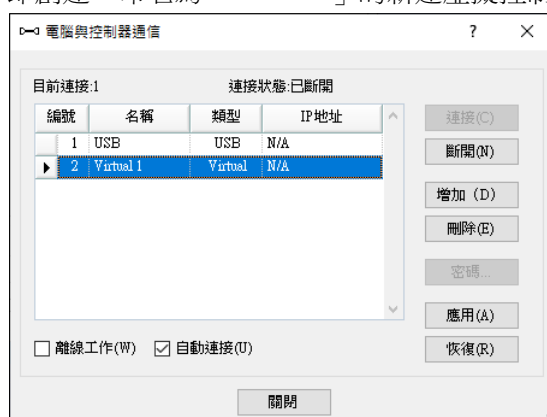 電腦與控制器通信
?
目前連接:1 連接狀態:已斷開
編號 名稱 類型 IP地址
1 USB USB N/A
2 Virtual 1 Virtual N/A
連接(C)
斷開(N)
增加 (D)
刪除(E)
密碼...
應用(A)
恢復(R)
離線工作(W) 自動連接(U)
關閉